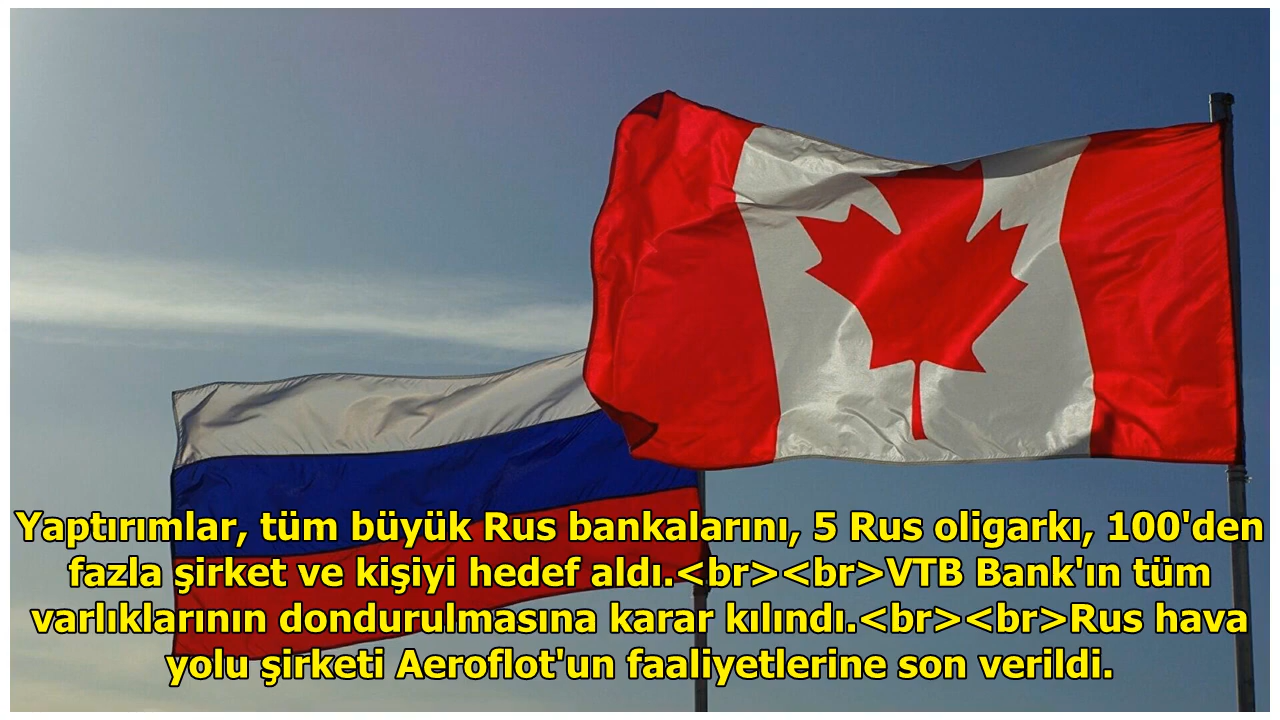 Yaptırımlar, tüm büyük Rus bankalarını, 5 Rus oligarkı, 100'den
fazla şirket ve kişiyi hedef aldı.<br><br>VTB Bank'ın tüm
varlıklarının dondurulmasına karar kılındı.<br><br>Rus hava
yolu şirketi Aeroflot'un faaliyetlerine son verildi.